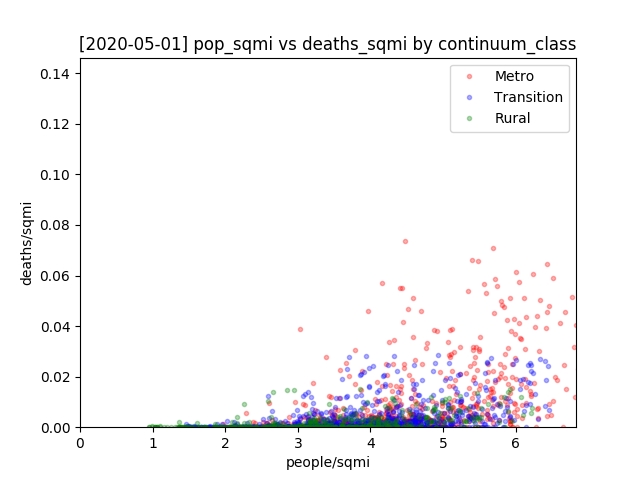 [2020-05-01] pop_sqmi vs deaths_sqmi by continuum_class
0.14
0.12
0.10
0.08
0.06
0.04
0.02
0.00
deaths/sqmi
Metro
Transition
Rural
0 1 2 3 4 5 6
people/sqmi